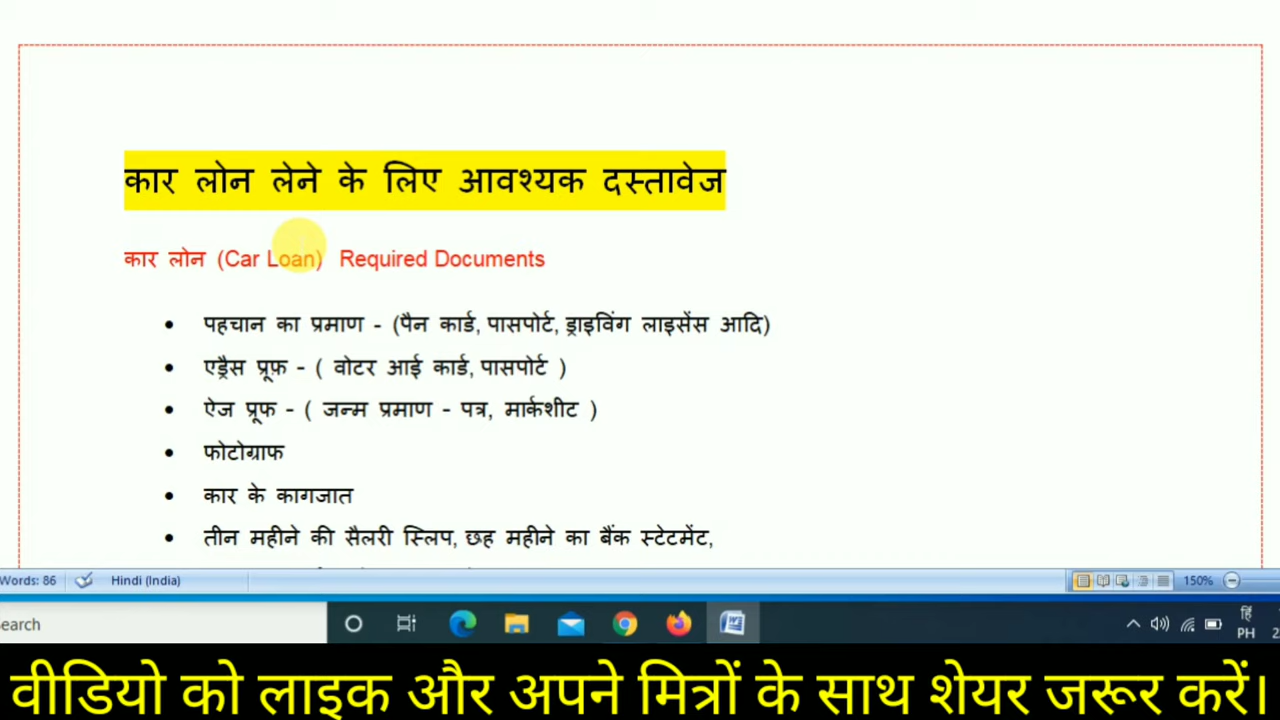 कार लोन लेने के लिए आवश्यक दस्तावेज
कार लोन (Car Loan) Required Documents
• पहचान का प्रमाण - (पैन कार्ड, पासपोर्ट, ड्राइविंग लाइसेंस आदि)
• एड्रैस प्रूफ़ - ( वोटर आई कार्ड, पासपोर्ट )
• ऐज प्रूफ - ( जन्म प्रमाण - पत्र, मार्कशीट )
• फोटोग्राफ
• कार के कागजात
• तीन महीने की सैलरी स्लिप, छह महीने का बैंक स्टेटमेंट,
Words: 86 Hindi (India) 150%
earch
हिं
PH
वीडियो को लाइक और अपने मित्रों के साथ शेयर जरूर करें।